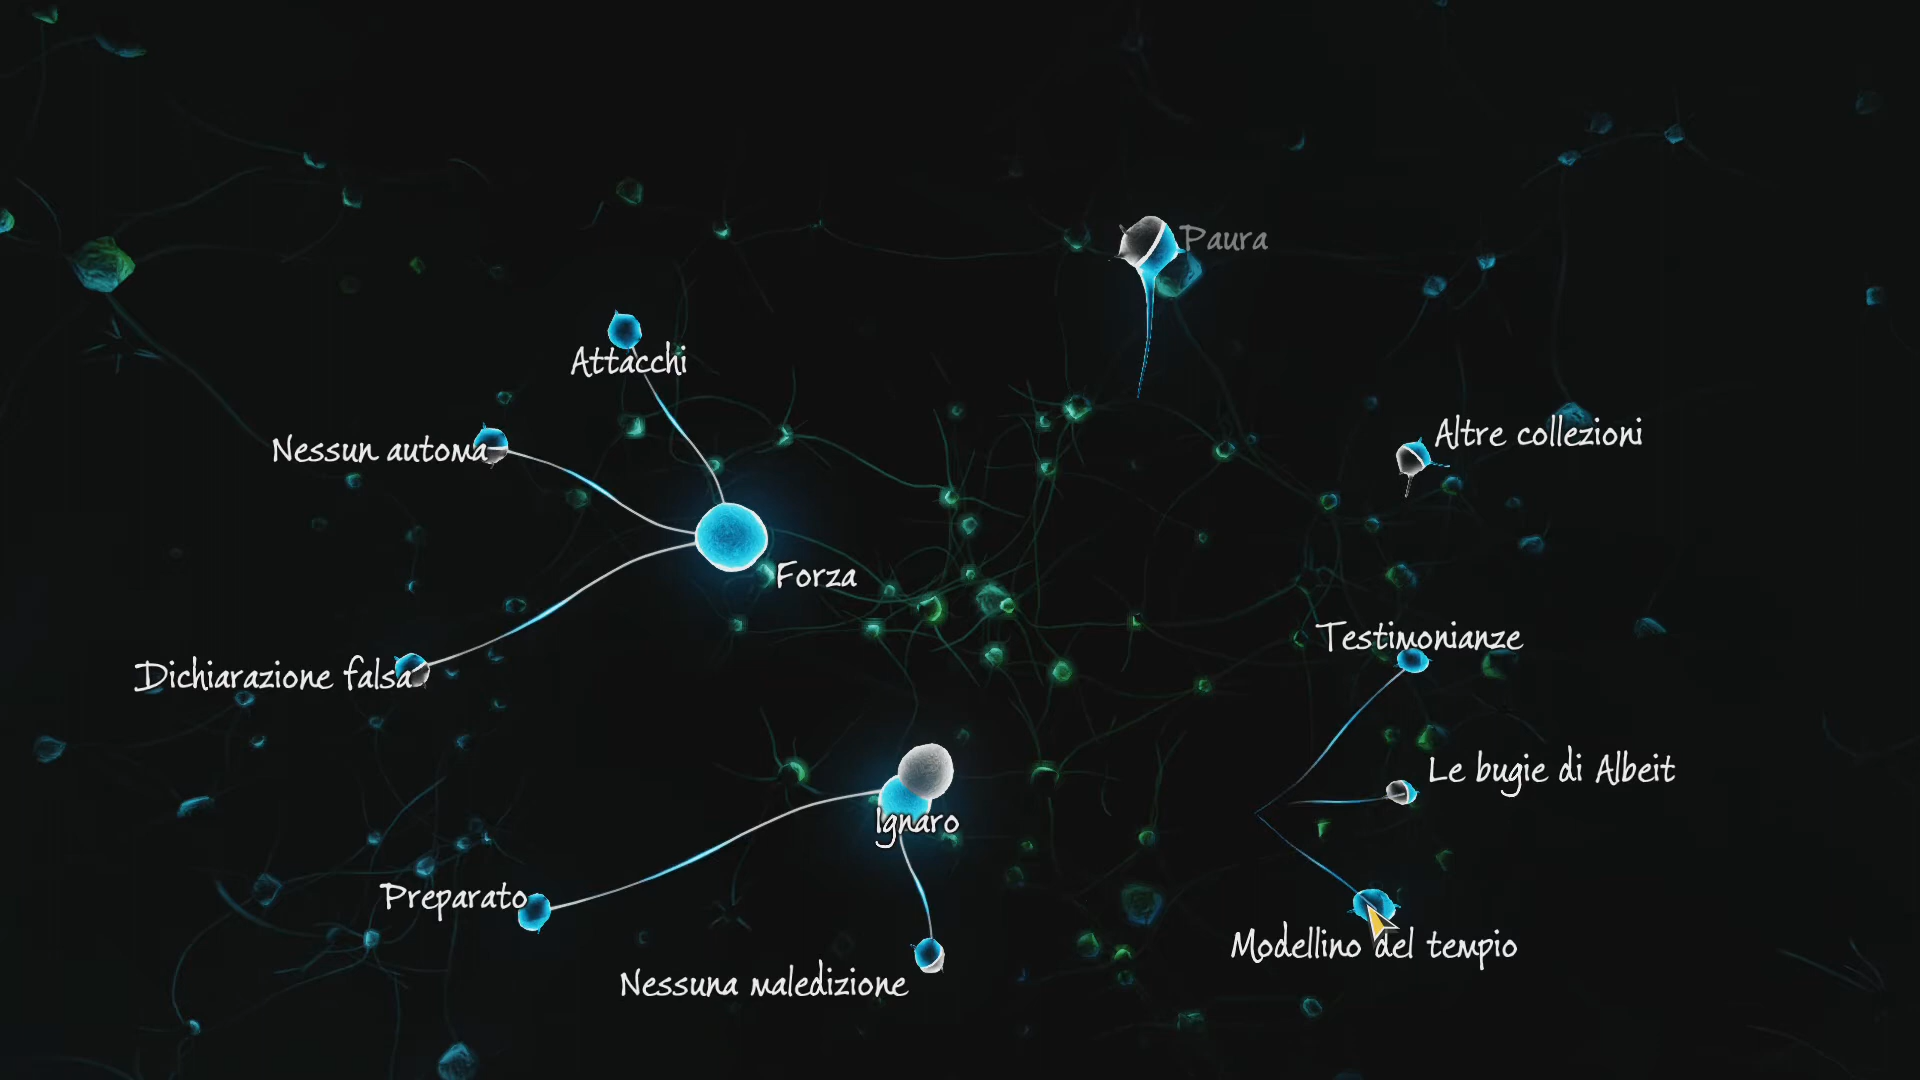 Paura
Attacchi
Altre collezioni
Nessun automa
Forza
Testimonianze
Dichiarazione falsa
Le bugie di Albeit
Ignaro
Preparato
Modellino del tempio
Nessuna maledizione